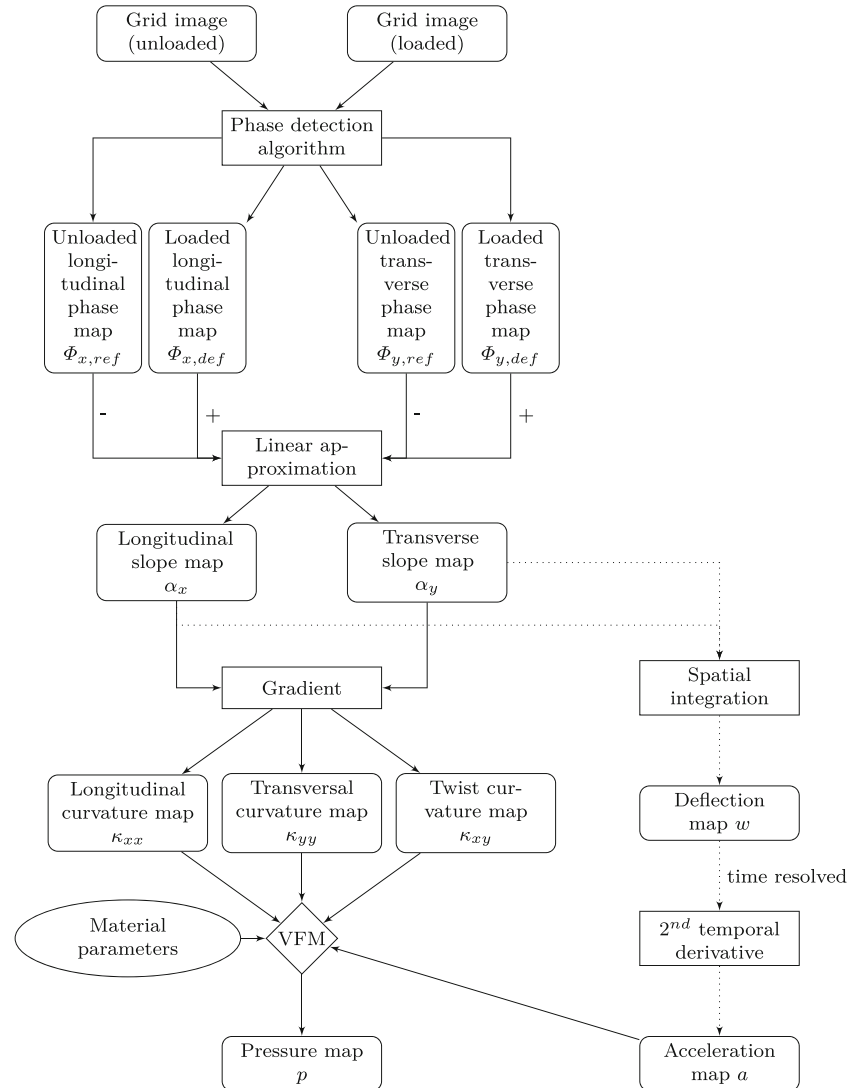 Grid image
(unloaded)
Grid image
(loaded)
Phase detection
algorithm
Unloaded
longi-
tudinal
phase
map
Φx,ref
Loaded
longi-
tudinal
phase
map
Φx,def
Unloaded
trans-
verse
phase
map
Φy,ref
Loaded
trans-
verse
phase
map
Φy,def
-
+
-
+
Linear ap-
proximation
Longitudinal
slope map
αx
Transverse
slope map
αy
Gradient
Spatial
integration
Longitudinal
curvature map
κxx
Transversal
curvature map
κyy
Twist cur-
vature map
κxy
Deflection
map w
time resolved
Material
parameters
VFM
2nd temporal
derivative
Pressure map
p
Acceleration
map a